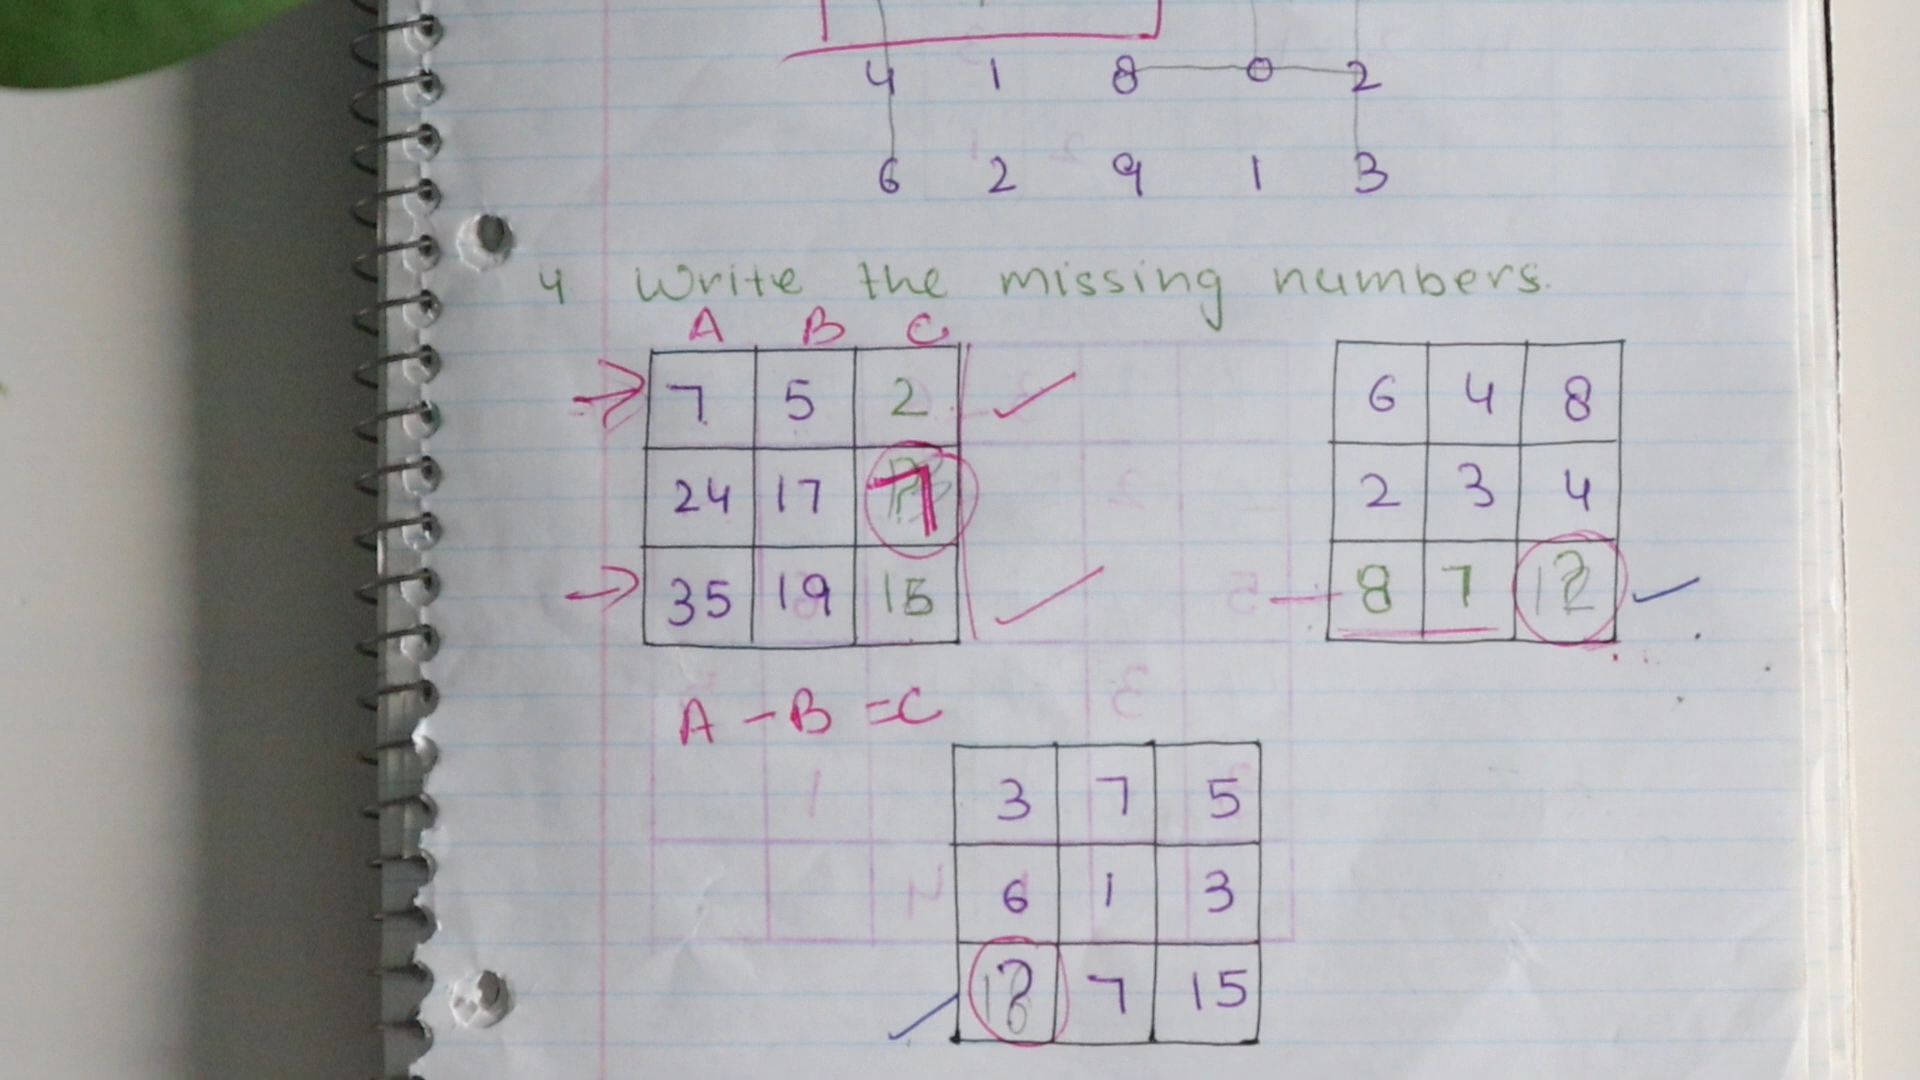 4 1 8 0 2
6 2 9 1 3
4 Write the missing numbers.
A B C
7 5 2
24 17 7
35 19 16
A - B = C
6 4 8
2 3 4
8 7 12
3 7 5
6 1 3
18 7 15